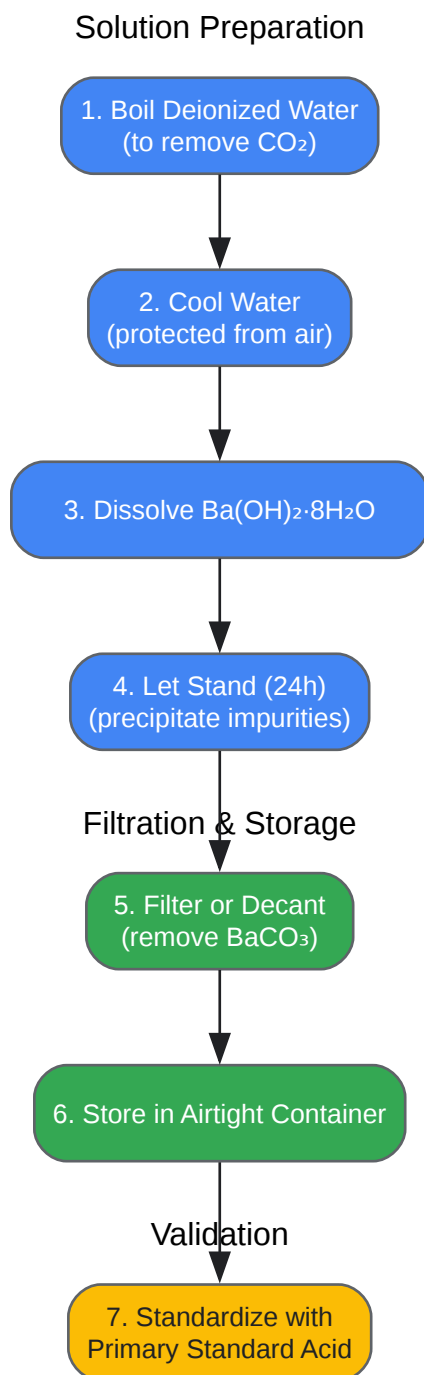 Solution Preparation
1. Boil Deionized Water
(to remove CO₂)
2. Cool Water
(protected from air)
3. Dissolve Ba(OH)₂·8H₂O
4. Let Stand (24h)
(precipitate impurities)
Filtration & Storage
5. Filter or Decant
(remove BaCO₃)
6. Store in Airtight Container
Validation
7. Standardize with
Primary Standard Acid